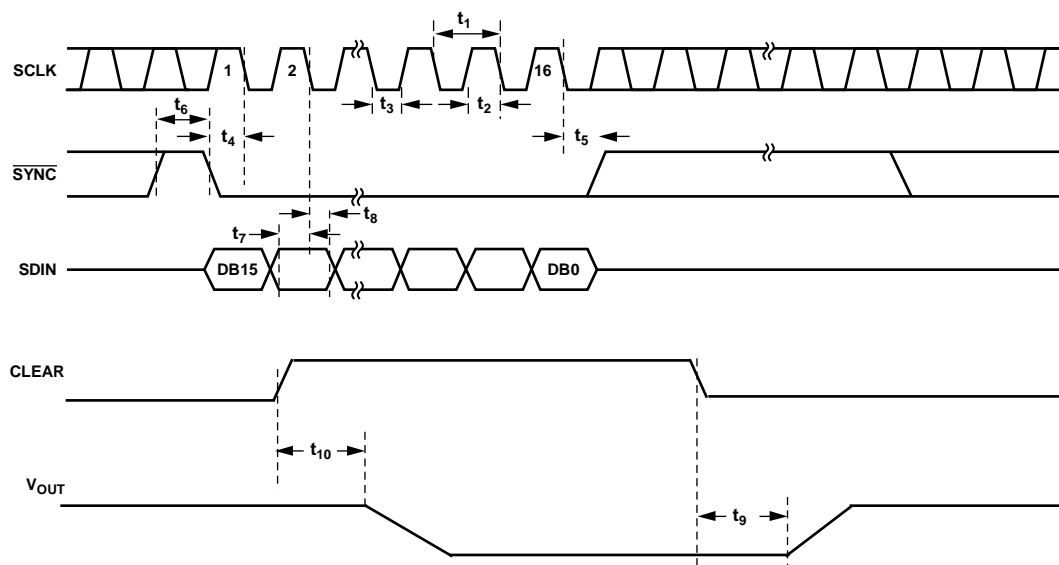 t1
SCLK 1 2 16
t3 t2
t6
t4 t5
SYNC
t8
t7
SDIN DB15 DB0
CLEAR
t10
VOUT
t9